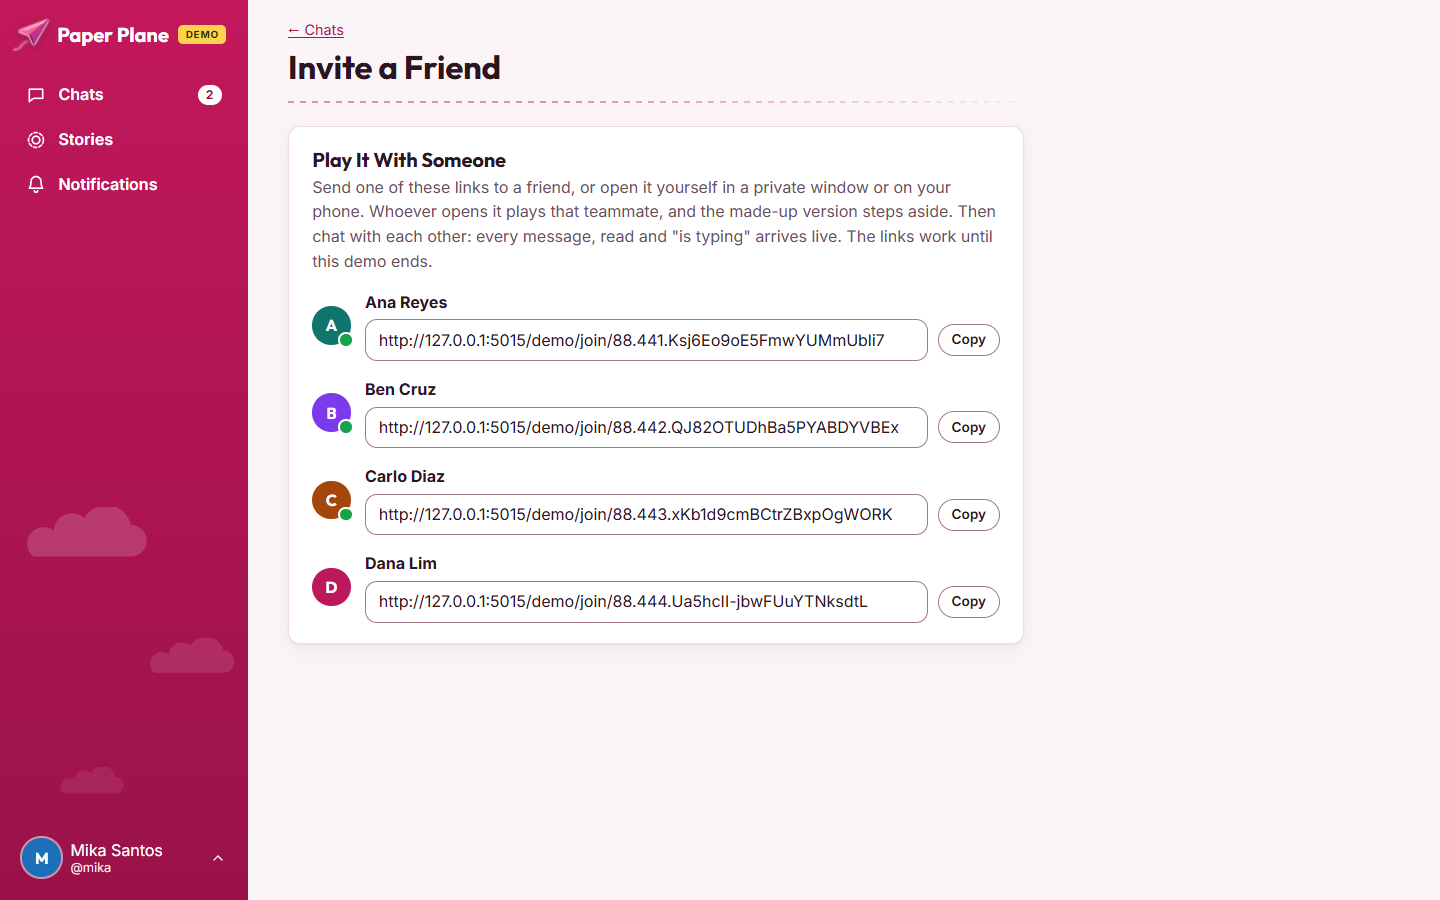 Paper Plane DEMO
Chats 2
Stories
Notifications
M Mika Santos
@mika
← Chats
Invite a Friend
Play It With Someone
Send one of these links to a friend, or open it yourself in a private window or on your
phone. Whoever opens it plays that teammate, and the made-up version steps aside. Then
chat with each other: every message, read and "is typing" arrives live. The links work until
this demo ends.
Ana Reyes
A http://127.0.0.1:5015/demo/join/88.441.Ksj6Eo9oE5FmwYUMmUbli7 Copy
Ben Cruz
B http://127.0.0.1:5015/demo/join/88.442.QJ82OTUDhBa5PYABDYVBEx Copy
Carlo Diaz
C http://127.0.0.1:5015/demo/join/88.443.xKb1d9cmBCtrZBxpOgWORK Copy
Dana Lim
D http://127.0.0.1:5015/demo/join/88.444.Ua5hcII-jbwFUuYTNksdtL Copy